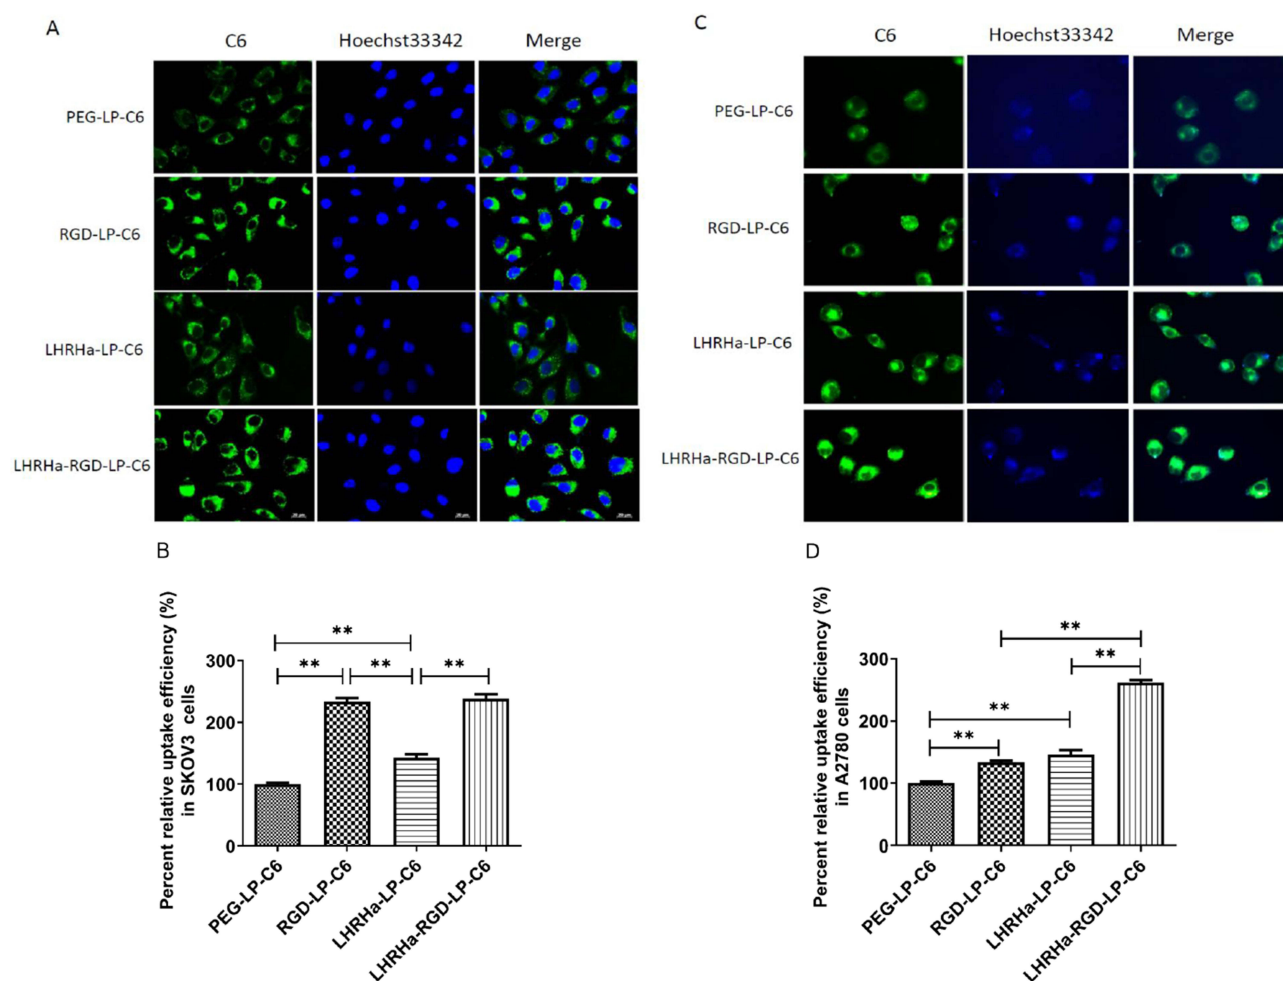 A
C6 Hoechst33342 Merge
PEG-LP-C6
RGD-LP-C6
LHRHa-LP-C6
LHRHa-RGD-LP-C6
C
C6 Hoechst33342 Merge
PEG-LP-C6
RGD-LP-C6
LHRHa-LP-C6
LHRHa-RGD-LP-C6
B
Percent relative uptake efficiency (%)
in SKOV3 cells
300
200
100
0
**
** ** **
PEG-LP-C6
RGD-LP-C6
LHRHa-LP-C6
LHRHa-RGD-LP-C6
D
Percent relative uptake efficiency (%)
in A2780 cells
300
200
100
0
**
**
**
**
PEG-LP-C6
RGD-LP-C6
LHRHa-LP-C6
LHRHa-RGD-LP-C6